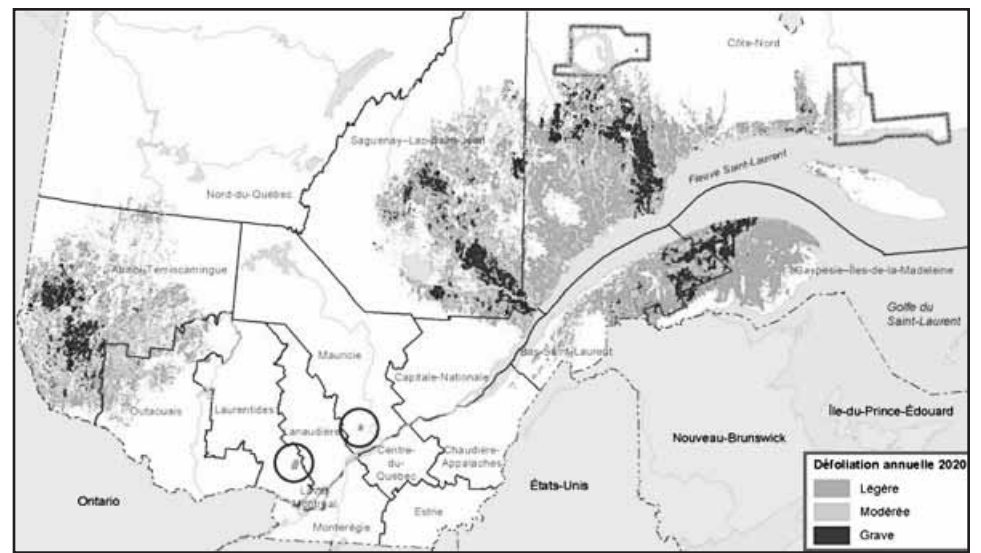 Côte-Nord
Saguenay–Lac-Saint-Jean
Fleuve Saint-Laurent
Nord-du-Québec
Abitibi-Témiscamingue
Gaspésie–Îles-de-la-Madeleine
Golfe du
Saint-Laurent
Mauricie
Bas-Saint-Laurent
Capitale-Nationale
Outaouais
Laurentides
Lanaudière
Île-du-Prince-Édouard
Nouveau-Brunswick
Centre-
du-
Québec
Chaudière-
Appalaches
États-Unis
Ontario
Laval
Montréal
Estrie
Montérégie
Défoliation annuelle 2020
Légère
Modérée
Grave